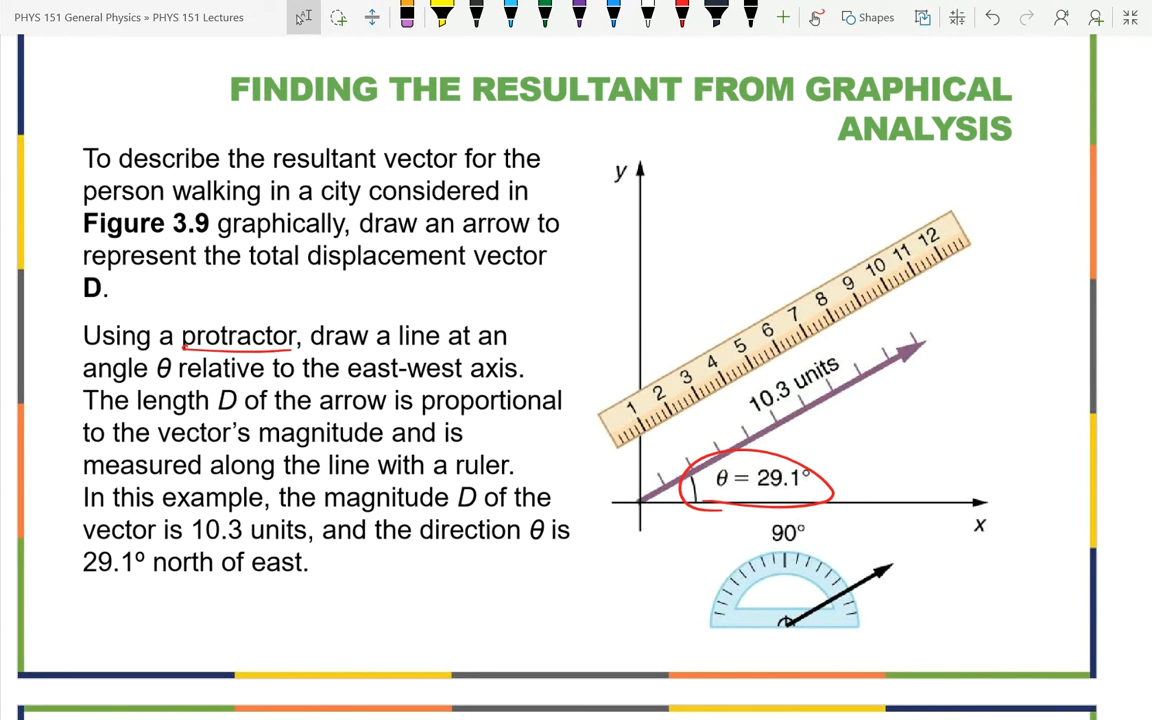 PHYS 151 General Physics » PHYS 151 Lectures
Shapes
FINDING THE RESULTANT FROM GRAPHICAL
ANALYSIS
To describe the resultant vector for the
person walking in a city considered in
Figure 3.9 graphically, draw an arrow to
represent the total displacement vector
D.
Using a protractor, draw a line at an
angle θ relative to the east-west axis.
The length D of the arrow is proportional
to the vector’s magnitude and is
measured along the line with a ruler.
In this example, the magnitude D of the
vector is 10.3 units, and the direction θ is
29.1º north of east.
y
1 2 3 4 5 6 7 8 9 10 11 12
10.3 units
θ = 29.1°
x
90°